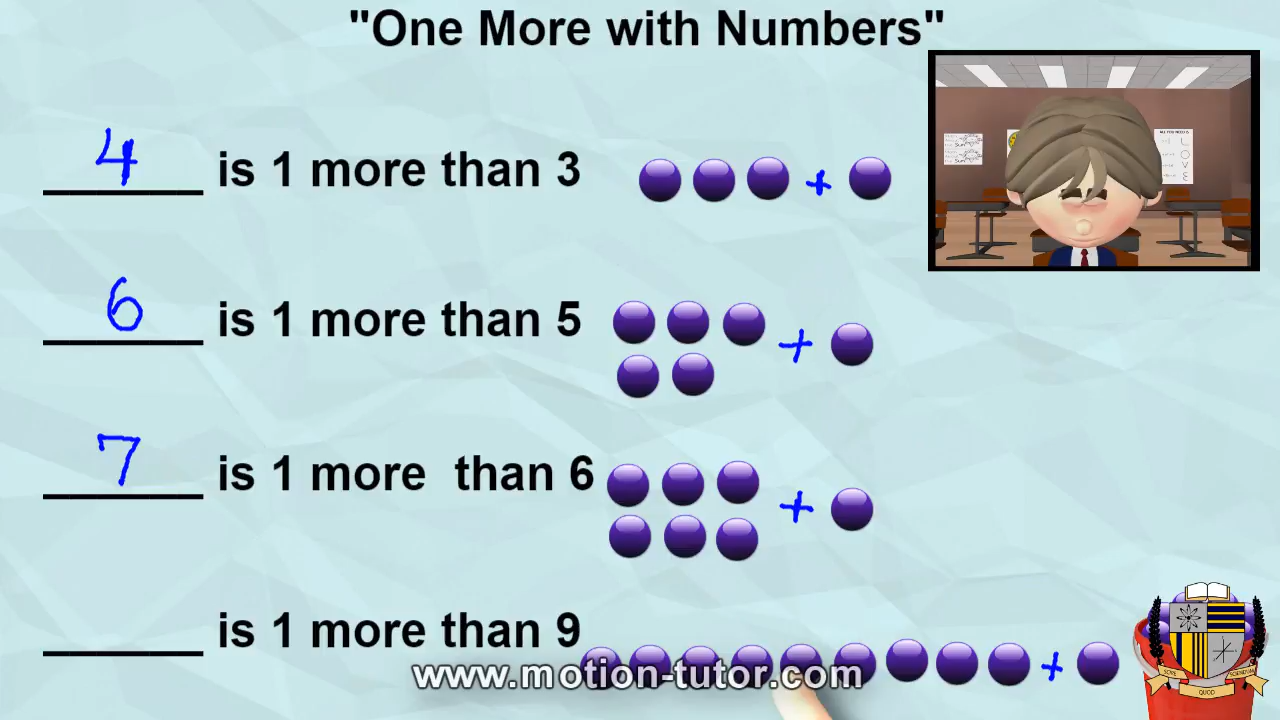 "One More with Numbers"
4 is 1 more than 3
+
6 is 1 more than 5
+
7 is 1 more than 6
+
is 1 more than 9
+
www.motion-tutor.com
QUOD